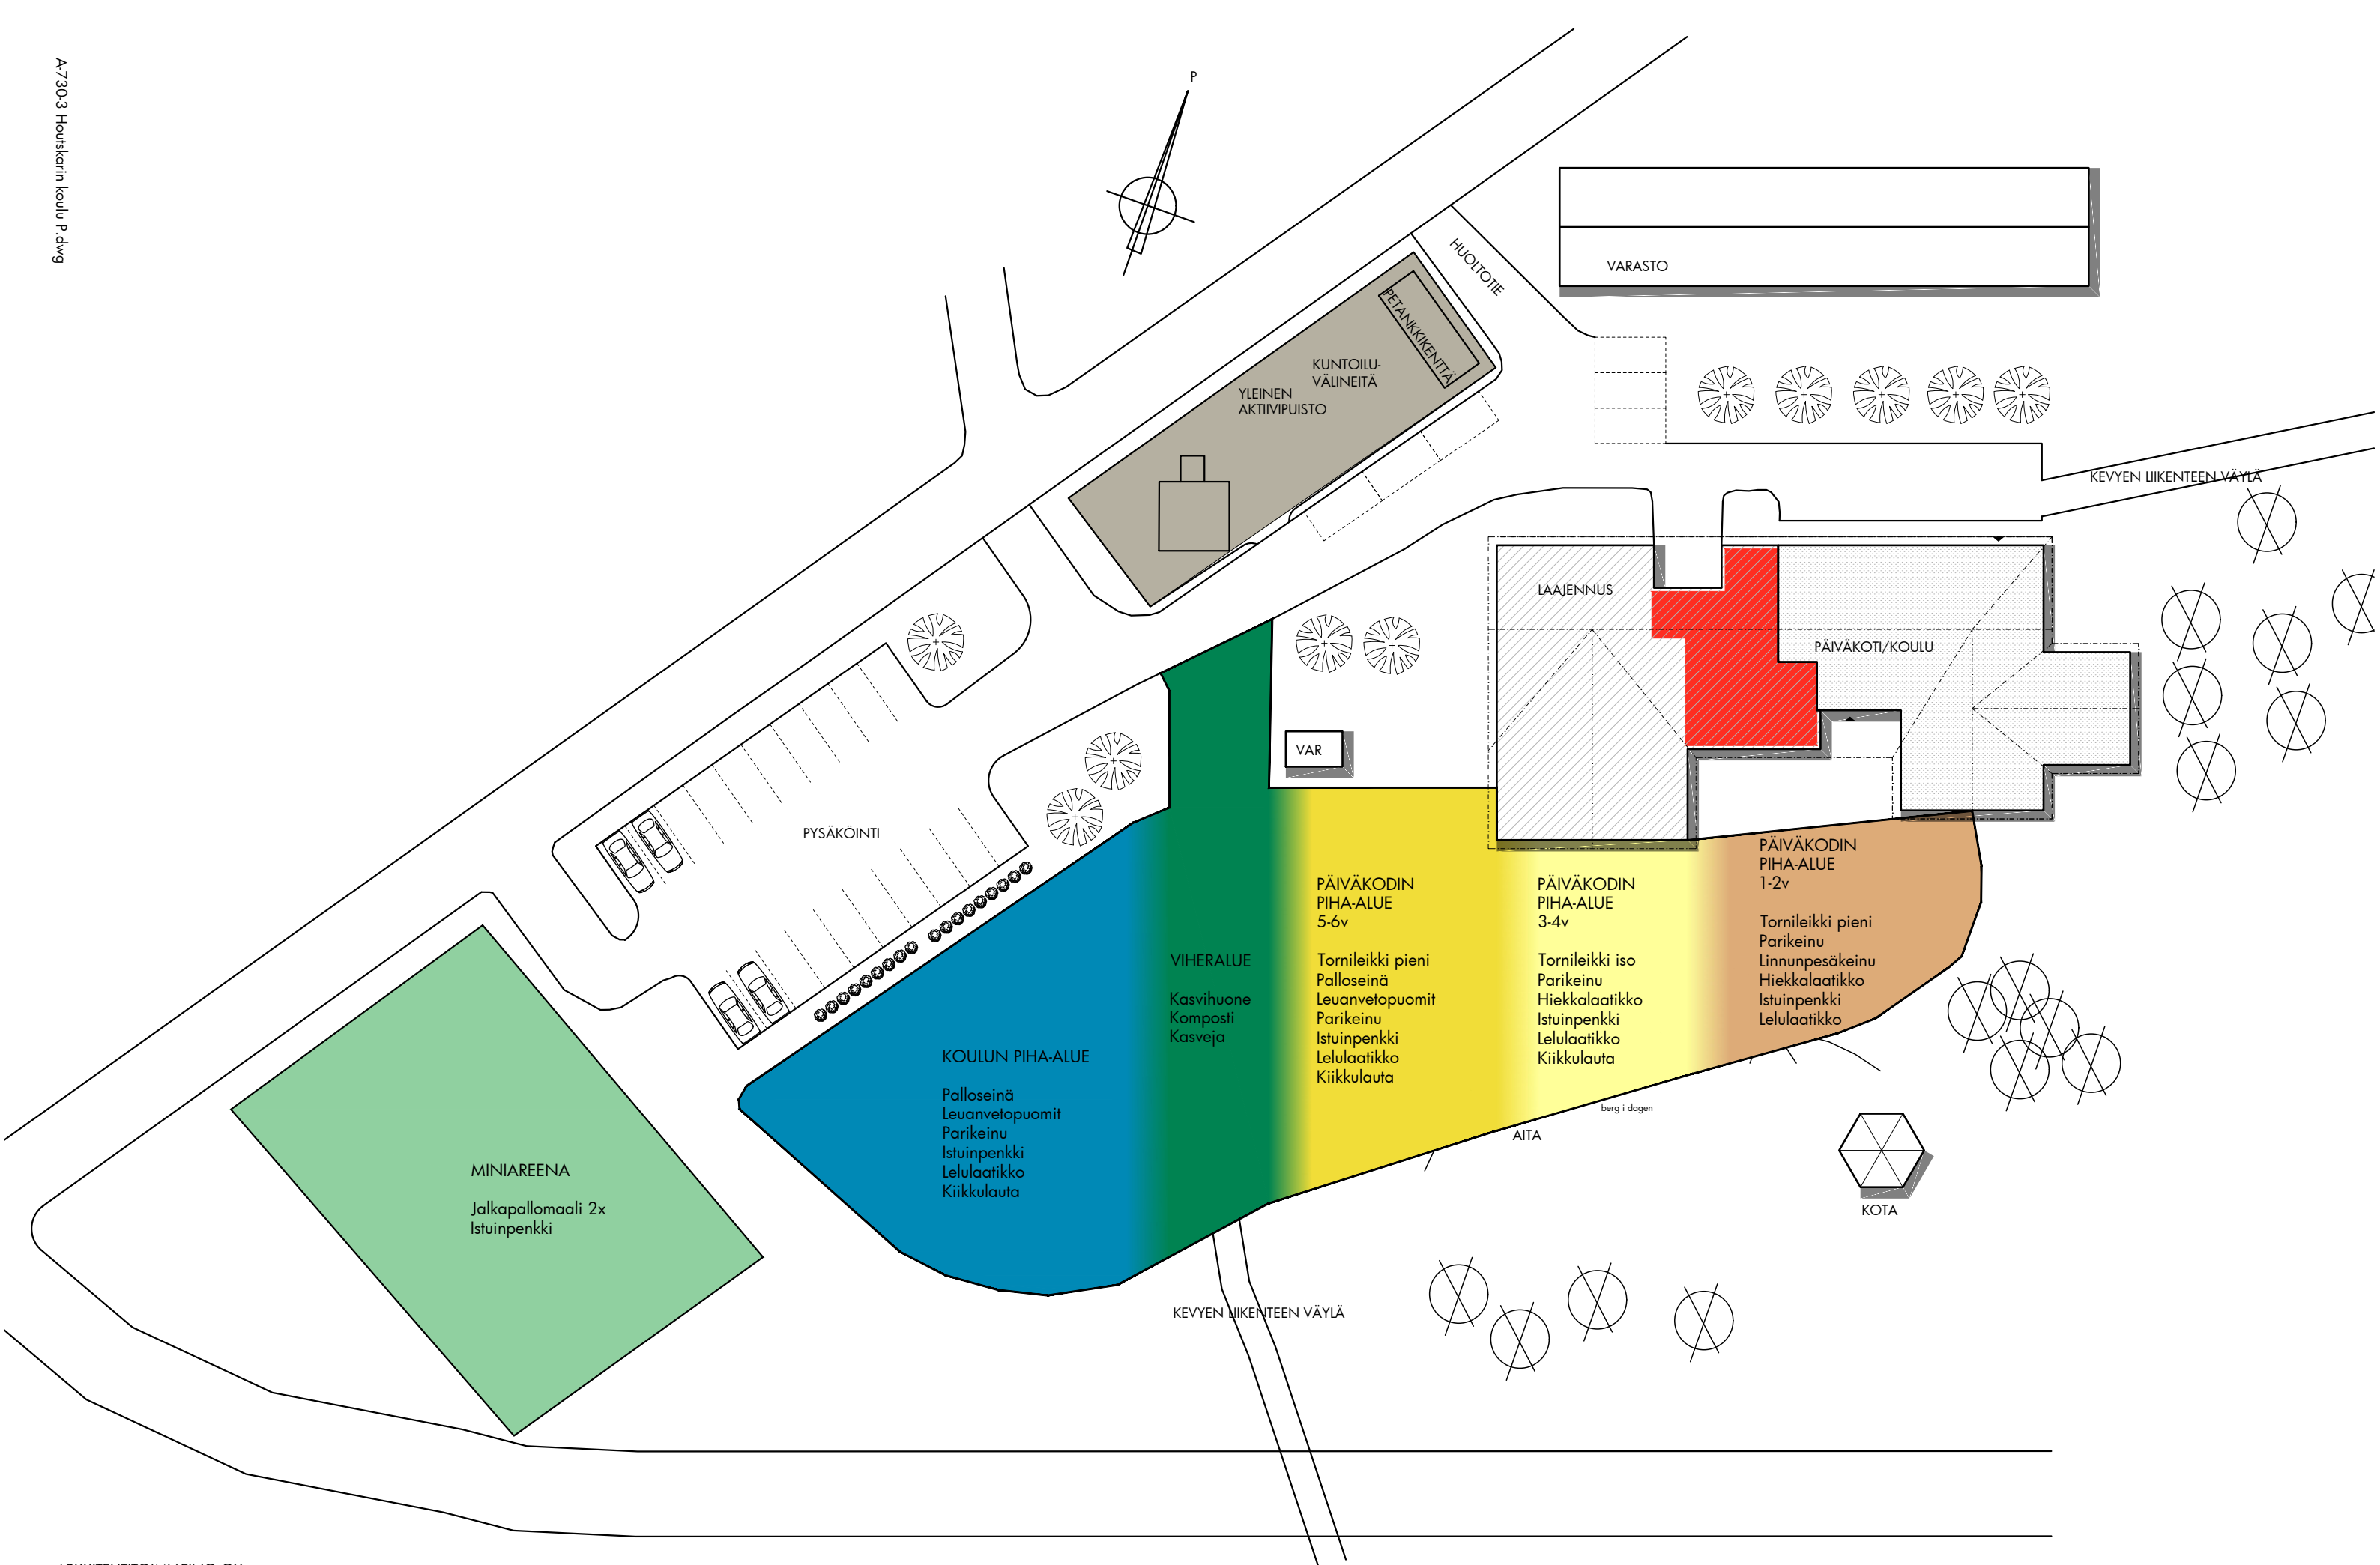 A-730-3 Houtskarin koulu P.dwg
P
HUOLTOTIE
VARASTO
PETANKKIKENTTÄ
KUNTOILU-
VÄLINEITÄ
YLEINEN
AKTIIVIPUISTO
KEVYEN LIIKENTEEN VÄYLÄ
LAAJENNUS
PÄIVÄKOTI/KOULU
VAR
PYSÄKÖINTI
PÄIVÄKODIN
PIHA-ALUE
1-2v
Tornileikki pieni
Parikeinu
Linnunpesäkeinu
Hiekkalaatikko
Istuinpenkki
Lelulaatikko
PÄIVÄKODIN
PIHA-ALUE
3-4v
Tornileikki iso
Parikeinu
Hiekkalaatikko
Istuinpenkki
Lelulaatikko
Kiikkulauta
PÄIVÄKODIN
PIHA-ALUE
5-6v
Tornileikki pieni
Palloseinä
Leuanvetopuomit
Parikeinu
Istuinpenkki
Lelulaatikko
Kiikkulauta
VIHERALUE
Kasvihuone
Komposti
Kasveja
KOULUN PIHA-ALUE
Palloseinä
Leuanvetopuomit
Parikeinu
Istuinpenkki
Lelulaatikko
Kiikkulauta
berg i dagen
AITA
MINIAREENA
Jalkapallomaali 2x
Istuinpenkki
KOTA
KEVYEN LIIKENTEEN VÄYLÄ